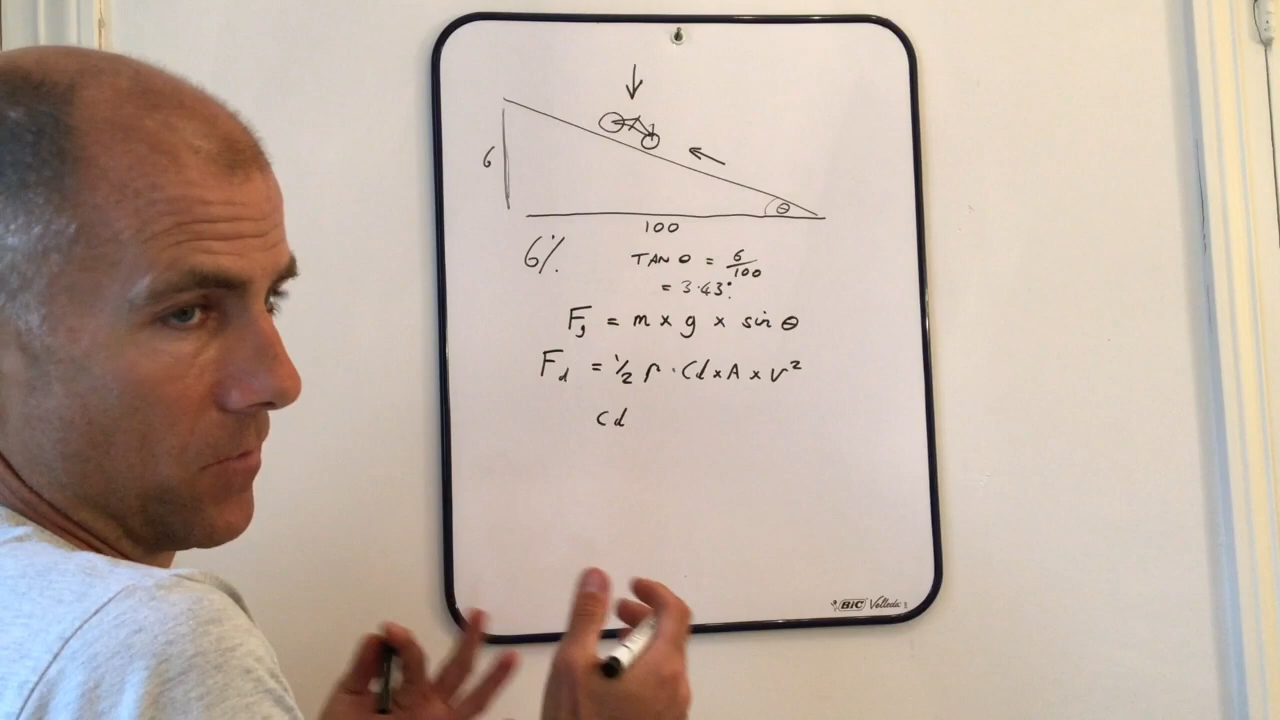 6
θ
100
6%
TAN θ = 6/100
= 3.43°
Fg = m x g x sin θ
Fd = 1/2 ρ · Cd x A x v²
Cd
BIC Velleda